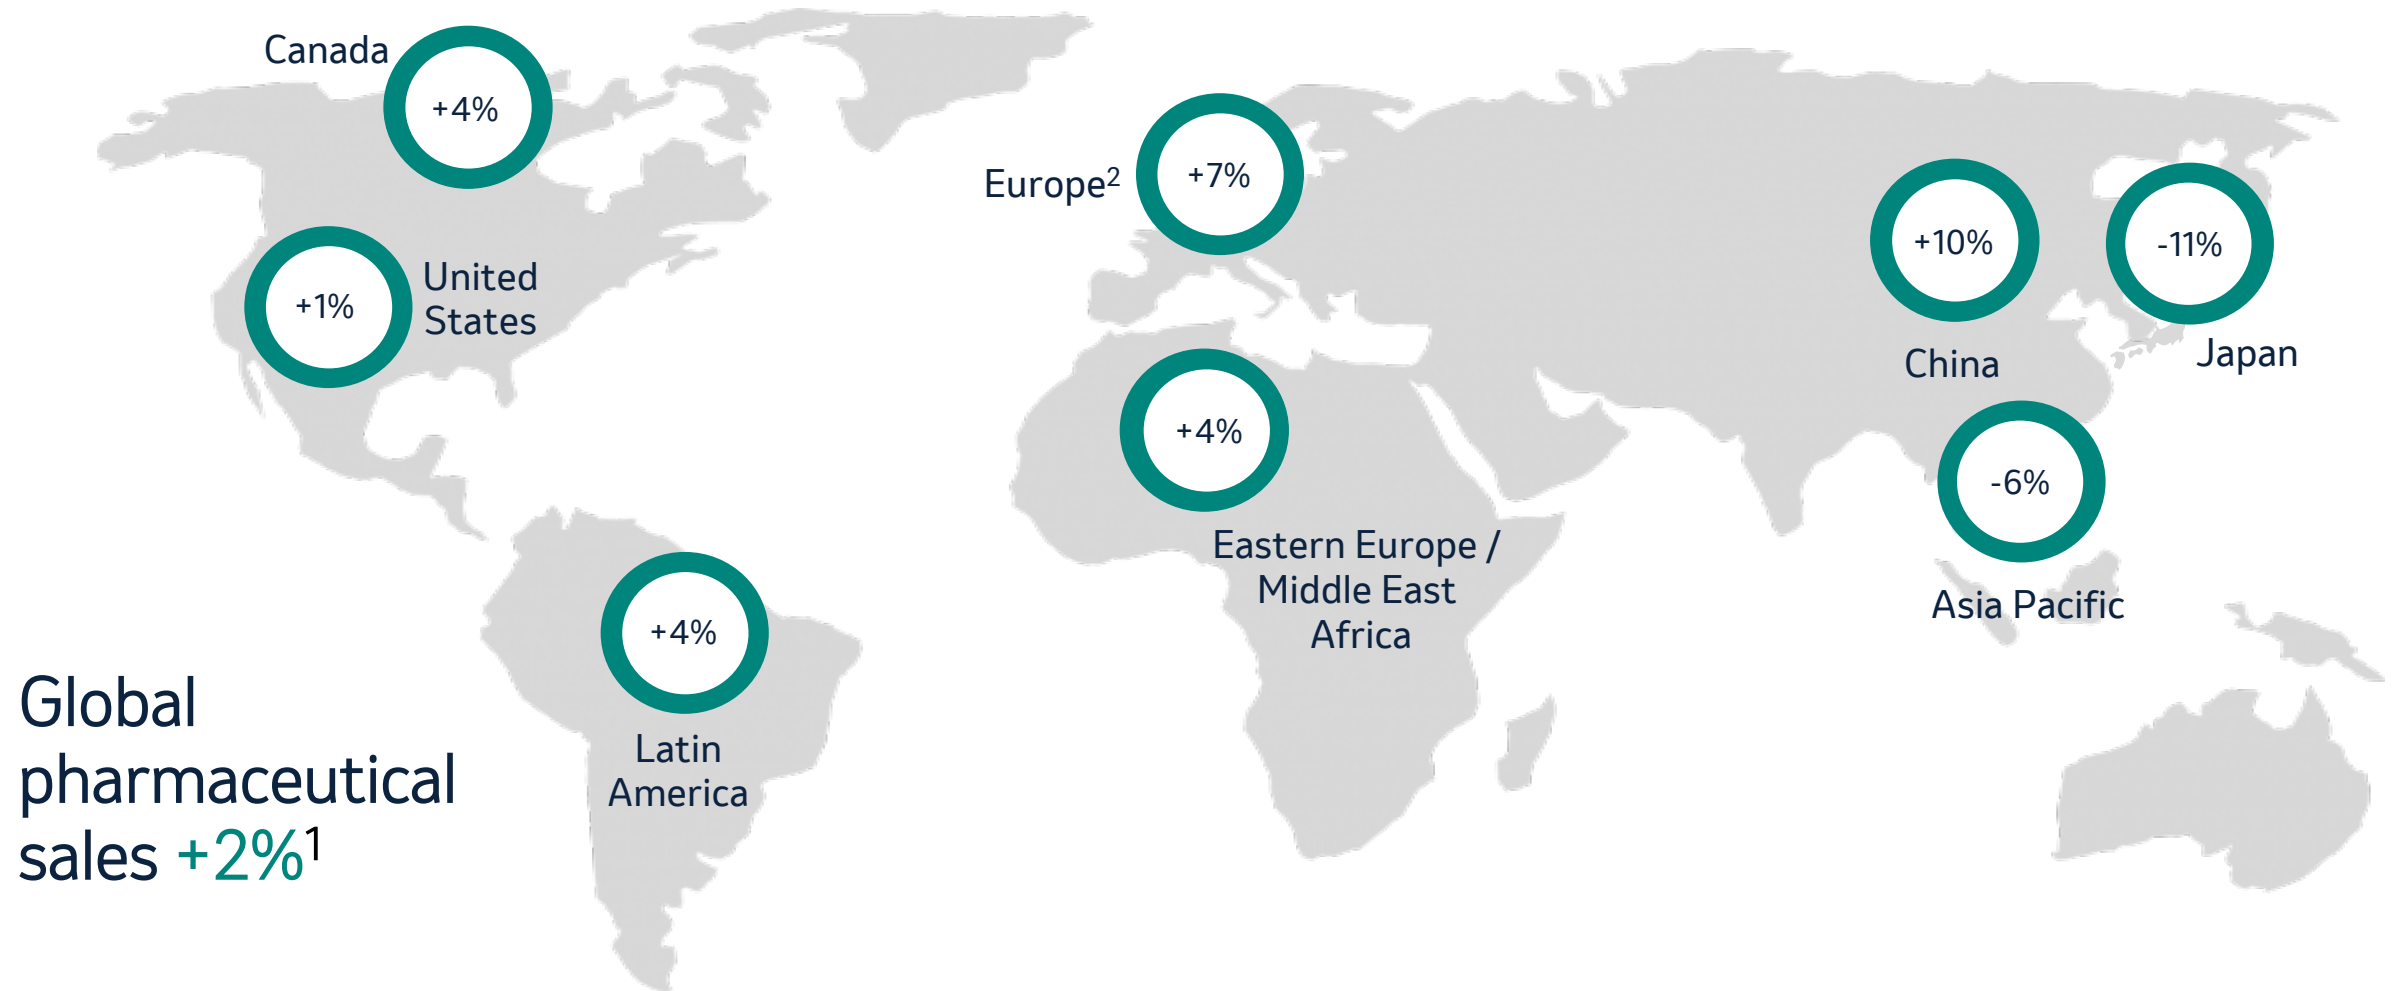 Canada
+4%
United
States
+1%
Europe2
+7%
+10%
China
-11%
Japan
+4%
Eastern Europe /
Middle East
Africa
-6%
Asia Pacific
+4%
Latin
America
Global
pharmaceutical
sales +2%1